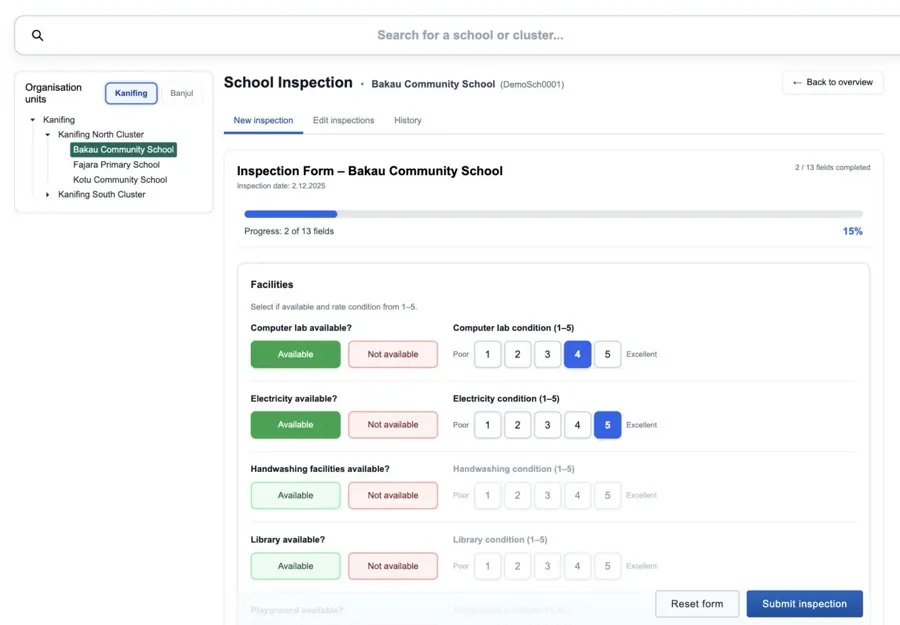 Search for a school or cluster...
Organisation units
Kanifing
Banjul
Kanifing
Kanifing North Cluster
Bakau Community School
Fajara Primary School
Kotu Community School
Kanifing South Cluster
School Inspection · Bakau Community School (DemoSch0001)
← Back to overview
New inspection Edit inspections History
Inspection Form – Bakau Community School
2 / 13 fields completed
Inspection date: 2.12.2025
Progress: 2 of 13 fields
15%
Facilities
Select if available and rate condition from 1–5.
Computer lab available? Computer lab condition (1–5)
Available Not available Poor 1 2 3 4 5 Excellent
Electricity available? Electricity condition (1–5)
Available Not available Poor 1 2 3 4 5 Excellent
Handwashing facilities available? Handwashing condition (1–5)
Available Not available Poor 1 2 3 4 5 Excellent
Library available? Library condition (1–5)
Available Not available Poor 1 2 3 4 5 Excellent
Playground available?
Reset form Submit inspection